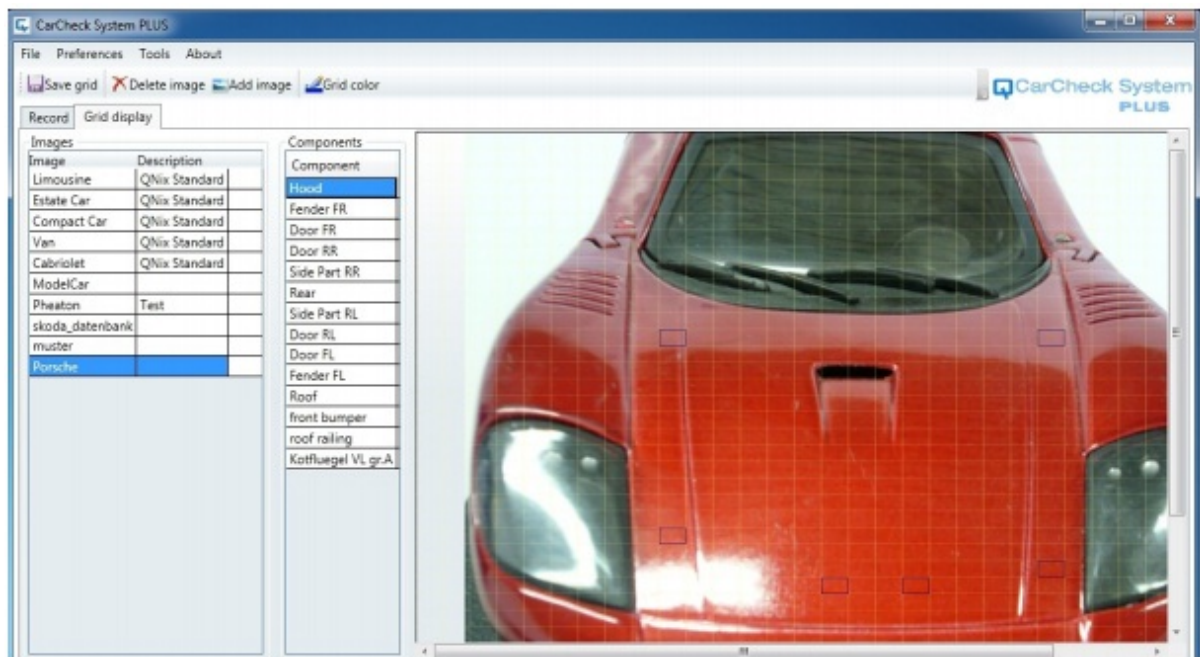 CarCheck System PLUS
File Preferences Tools About
Save grid Delete image Add image Grid color
CarCheck System
PLUS
Record Grid display
Images
Image Description
Limousine QNix Standard
Estate Car QNix Standard
Compact Car QNix Standard
Van QNix Standard
Cabriolet QNix Standard
ModelCar
Pheaton Test
skoda_datenbank
muster
Porsche
Components
Component
Hood
Fender FR
Door FR
Door RR
Side Part RR
Rear
Side Part RL
Door RL
Door FL
Fender FL
Roof
front bumper
roof railing
Kotfluegel VL gr.A